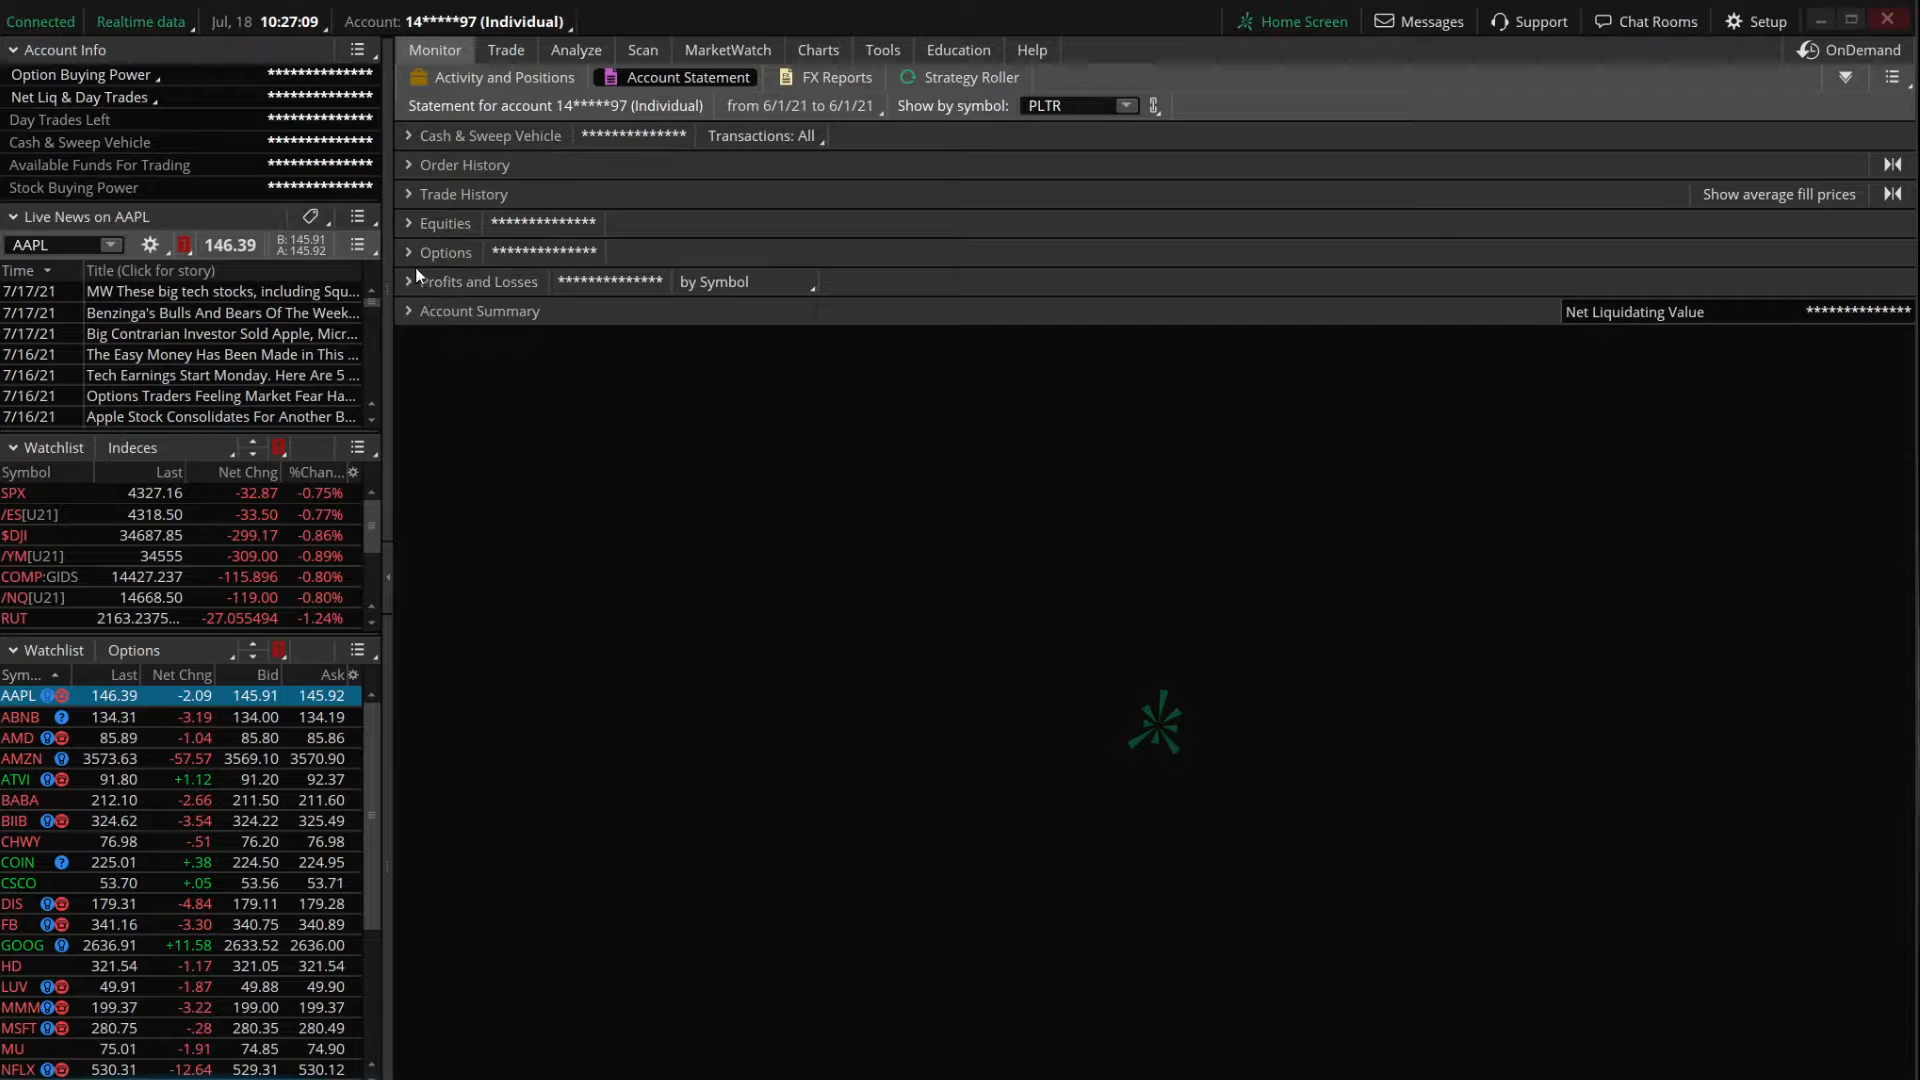 Connected Realtime data Jul, 18 10:27:09 Account: 14*****97 (Individual) Home Screen Messages Support Chat Rooms Setup
Account Info
Option Buying Power **************
Net Liq & Day Trades **************
Day Trades Left **************
Cash & Sweep Vehicle **************
Available Funds For Trading **************
Stock Buying Power **************
Live News on AAPL
AAPL 1 146.39 B: 145.91 A: 145.92
Time Title (Click for story)
7/17/21 MW These big tech stocks, including Squ...
7/17/21 Benzinga's Bulls And Bears Of The Week...
7/17/21 Big Contrarian Investor Sold Apple, Micr...
7/16/21 The Easy Money Has Been Made in This ...
7/16/21 Tech Earnings Start Monday. Here Are 5 ...
7/16/21 Options Traders Feeling Market Fear Ha...
7/16/21 Apple Stock Consolidates For Another B...
Watchlist Indeces
Symbol Last Net Chng %Chan...
SPX 4327.16 -32.87 -0.75%
/ES[U21] 4318.50 -33.50 -0.77%
$DJI 34687.85 -299.17 -0.86%
/YM[U21] 34555 -309.00 -0.89%
COMP:GIDS 14427.237 -115.896 -0.80%
/NQ[U21] 14668.50 -119.00 -0.80%
RUT 2163.2375... -27.055494 -1.24%
Watchlist Options
Sym... Last Net Chng Bid Ask
AAPL 146.39 -2.09 145.91 145.92
ABNB 134.31 -3.19 134.00 134.19
AMD 85.89 -1.04 85.80 85.86
AMZN 3573.63 -57.57 3569.10 3570.90
ATVI 91.80 +1.12 91.20 92.37
BABA 212.10 -2.66 211.50 211.60
BIIB 324.62 -3.54 324.22 325.49
CHWY 76.98 -.51 76.20 76.98
COIN 225.01 +.38 224.50 224.95
CSCO 53.70 +.05 53.56 53.71
DIS 179.31 -4.84 179.11 179.28
FB 341.16 -3.30 340.75 340.89
GOOG 2636.91 +11.58 2633.52 2636.00
HD 321.54 -1.17 321.05 321.54
LUV 49.91 -1.87 49.88 49.90
MMM 199.37 -3.22 199.00 199.37
MSFT 280.75 -.28 280.35 280.49
MU 75.01 -1.91 74.85 74.90
NFLX 530.31 -12.64 529.31 530.12
Monitor Trade Analyze Scan MarketWatch Charts Tools Education Help OnDemand
Activity and Positions Account Statement FX Reports Strategy Roller
Statement for account 14*****97 (Individual) from 6/1/21 to 6/1/21 Show by symbol: PLTR
Cash & Sweep Vehicle ************** Transactions: All
Order History
Trade History Show average fill prices
Equities **************
Options **************
Profits and Losses ************** by Symbol
Account Summary Net Liquidating Value **************